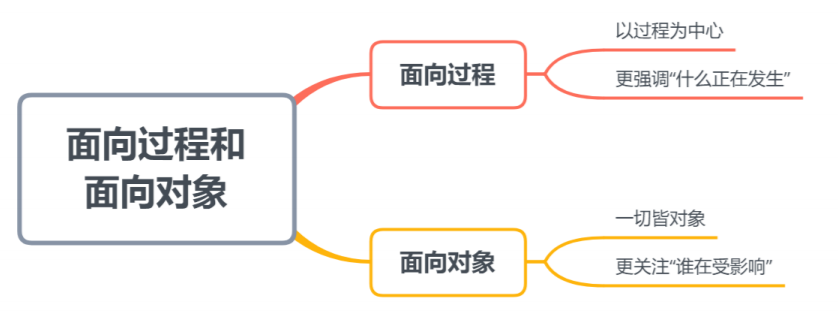 面向过程和
面向对象
面向过程
以过程为中心
更强调“什么正在发生”
面向对象
一切皆对象
更关注“谁在受影响”